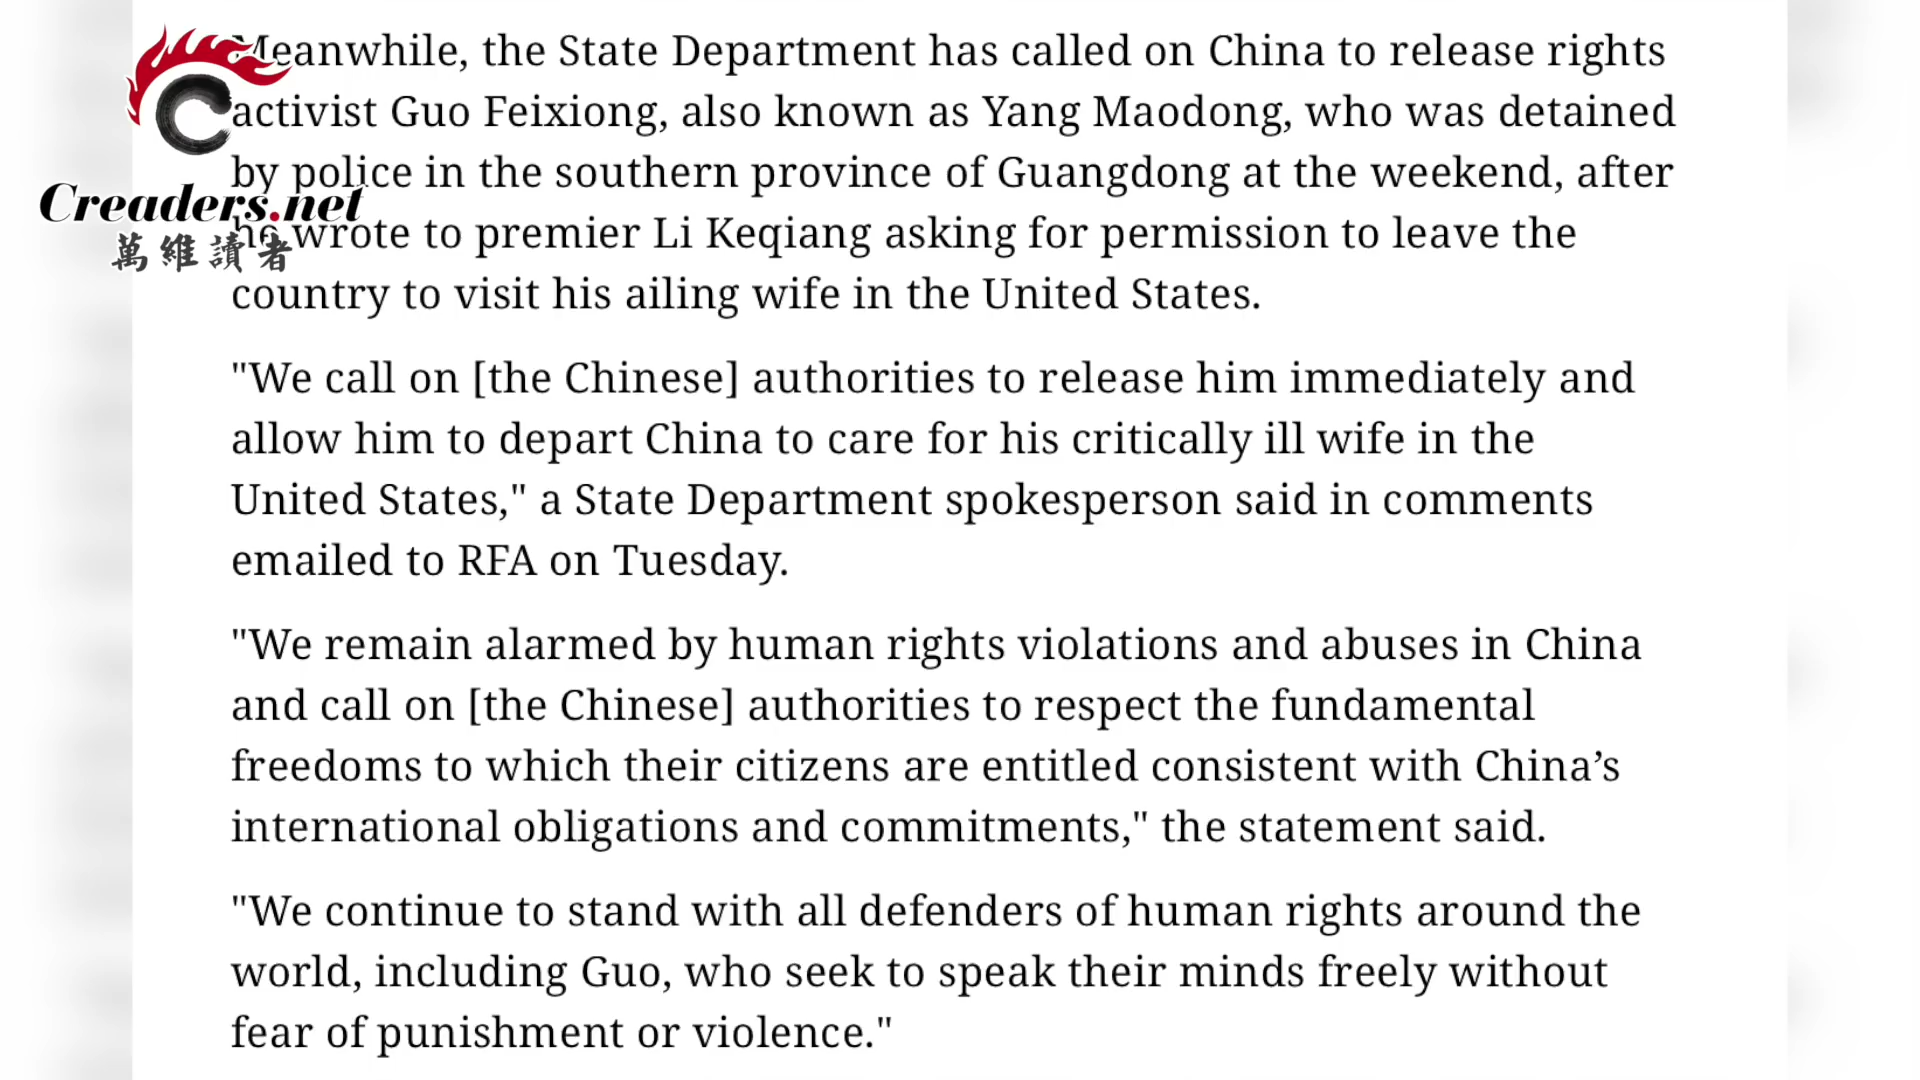 Meanwhile, the State Department has called on China to release rights
activist Guo Feixiong, also known as Yang Maodong, who was detained
by police in the southern province of Guangdong at the weekend, after
Creaders.net
he wrote to premier Li Keqiang asking for permission to leave the
萬維讀者
country to visit his ailing wife in the United States.
"We call on [the Chinese] authorities to release him immediately and
allow him to depart China to care for his critically ill wife in the
United States," a State Department spokesperson said in comments
emailed to RFA on Tuesday.
"We remain alarmed by human rights violations and abuses in China
and call on [the Chinese] authorities to respect the fundamental
freedoms to which their citizens are entitled consistent with China’s
international obligations and commitments," the statement said.
"We continue to stand with all defenders of human rights around the
world, including Guo, who seek to speak their minds freely without
fear of punishment or violence."